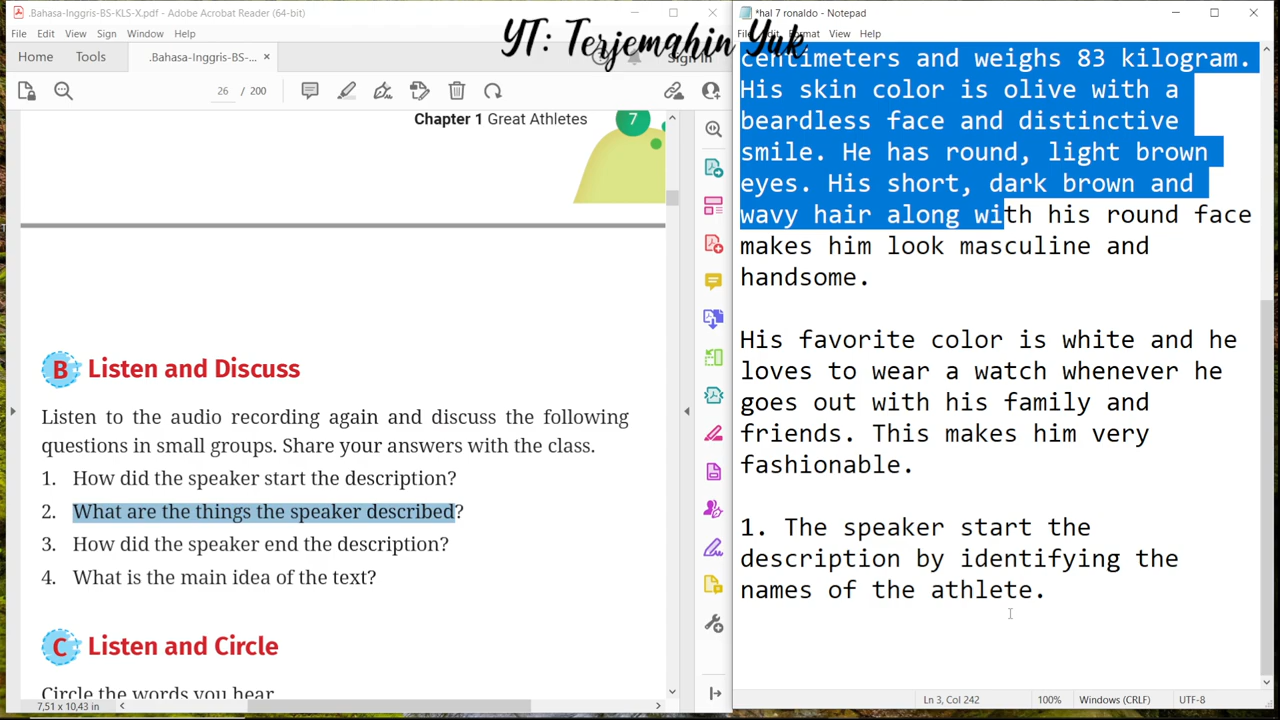 .Bahasa-Inggris-BS-KLS-X.pdf - Adobe Acrobat Reader (64-bit)
File Edit View Sign Window Help
Home Tools .Bahasa-Inggris-BS-... × Sign In
26 / 200
Chapter 1 Great Athletes 7
B Listen and Discuss
Listen to the audio recording again and discuss the following
questions in small groups. Share your answers with the class.
1. How did the speaker start the description?
2. What are the things the speaker described?
3. How did the speaker end the description?
4. What is the main idea of the text?
C Listen and Circle
Circle the words you hear
7,51 x 10,43 in
YT: Terjemahin Yuk
*hal 7 ronaldo - Notepad
File Edit Format View Help
centimeters and weighs 83 kilogram.
His skin color is olive with a
beardless face and distinctive
smile. He has round, light brown
eyes. His short, dark brown and
wavy hair along with his round face
makes him look masculine and
handsome.
His favorite color is white and he
loves to wear a watch whenever he
goes out with his family and
friends. This makes him very
fashionable.
1. The speaker start the
description by identifying the
names of the athlete.
Ln 3, Col 242 100% Windows (CRLF) UTF-8